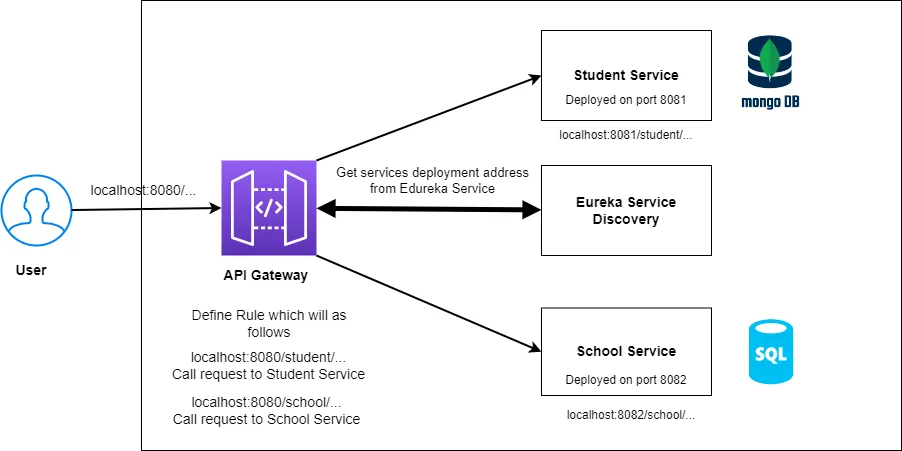 localhost:8080/...
User
API Gateway
Define Rule which will as
follows
localhost:8080/student/...
Call request to Student Service
localhost:8080/school/...
Call request to School Service
Get services deployment address
from Edureka Service
Student Service
Deployed on port 8081
localhost:8081/student/...
mongo DB
Eureka Service
Discovery
School Service
Deployed on port 8082
localhost:8082/school/...
SQL